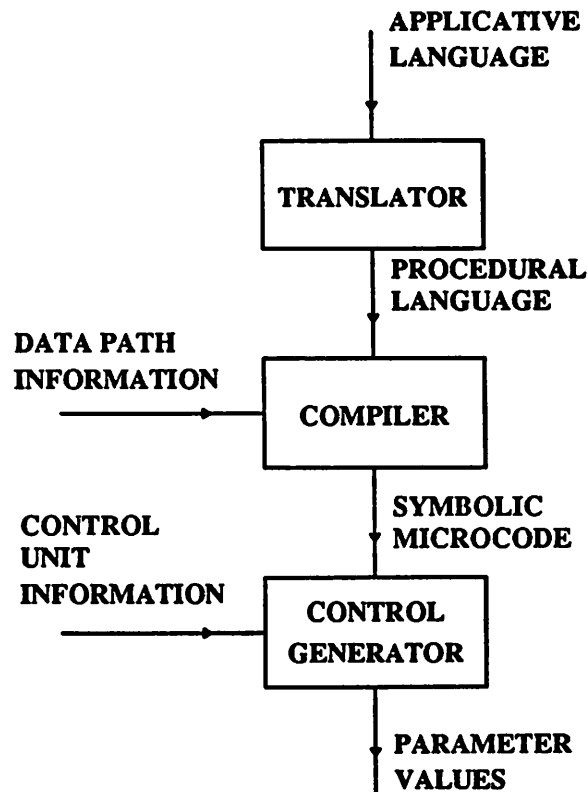 APPLICATIVE
LANGUAGE
TRANSLATOR
PROCEDURAL
LANGUAGE
DATA PATH
INFORMATION
COMPILER
SYMBOLIC
MICROCODE
CONTROL
UNIT
INFORMATION
CONTROL
GENERATOR
PARAMETER
VALUES